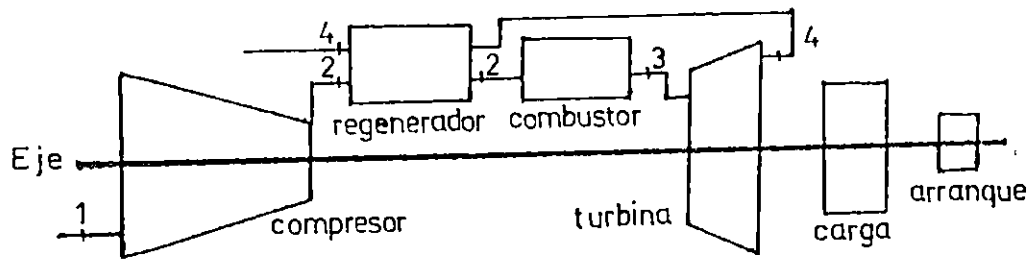 4
4
2
2
3
regenerador
combustor
Eje
1
compresor
turbina
carga
arranque